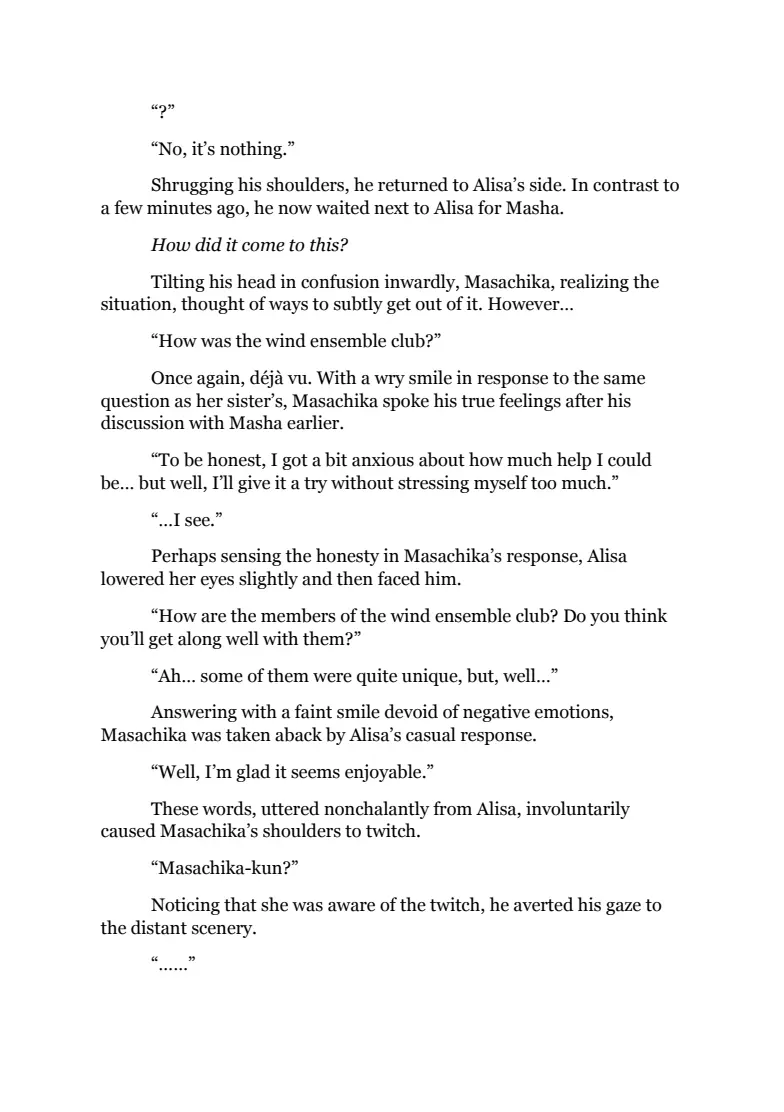 “?”
“No, it’s nothing.”
Shrugging his shoulders, he returned to Alisa’s side. In contrast to
a few minutes ago, he now waited next to Alisa for Masha.
How did it come to this?
Tilting his head in confusion inwardly, Masachika, realizing the
situation, thought of ways to subtly get out of it. However…
“How was the wind ensemble club?”
Once again, déjà vu. With a wry smile in response to the same
question as her sister’s, Masachika spoke his true feelings after his
discussion with Masha earlier.
“To be honest, I got a bit anxious about how much help I could
be… but well, I’ll give it a try without stressing myself too much.”
“…I see.”
Perhaps sensing the honesty in Masachika’s response, Alisa
lowered her eyes slightly and then faced him.
“How are the members of the wind ensemble club? Do you think
you’ll get along well with them?”
“Ah… some of them were quite unique, but, well…”
Answering with a faint smile devoid of negative emotions,
Masachika was taken aback by Alisa’s casual response.
“Well, I’m glad it seems enjoyable.”
These words, uttered nonchalantly from Alisa, involuntarily
caused Masachika’s shoulders to twitch.
“Masachika-kun?”
Noticing that she was aware of the twitch, he averted his gaze to
the distant scenery.
“……”